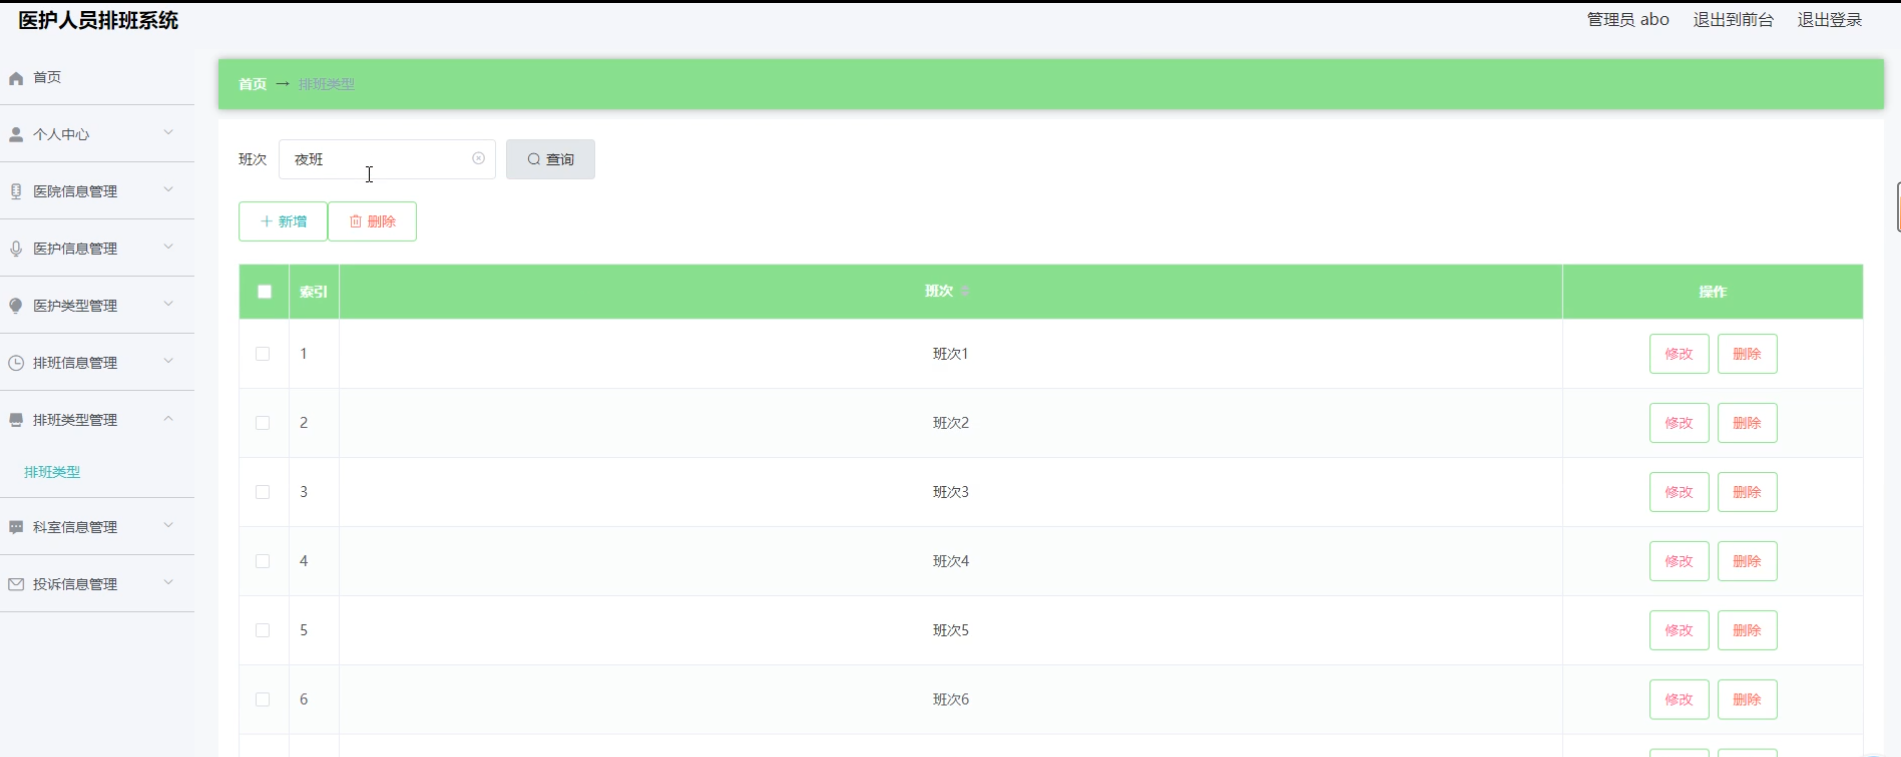 医护人员排班系统
管理员 abo 退出到前台 退出登录
首页
个人中心
医院信息管理
医护信息管理
医护类型管理
排班信息管理
排班类型管理
排班类型
科室信息管理
投诉信息管理
首页 → 排班类型
班次 夜班 查询
新增 删除
索引 班次 操作
1 班次1 修改 删除
2 班次2 修改 删除
3 班次3 修改 删除
4 班次4 修改 删除
5 班次5 修改 删除
6 班次6 修改 删除